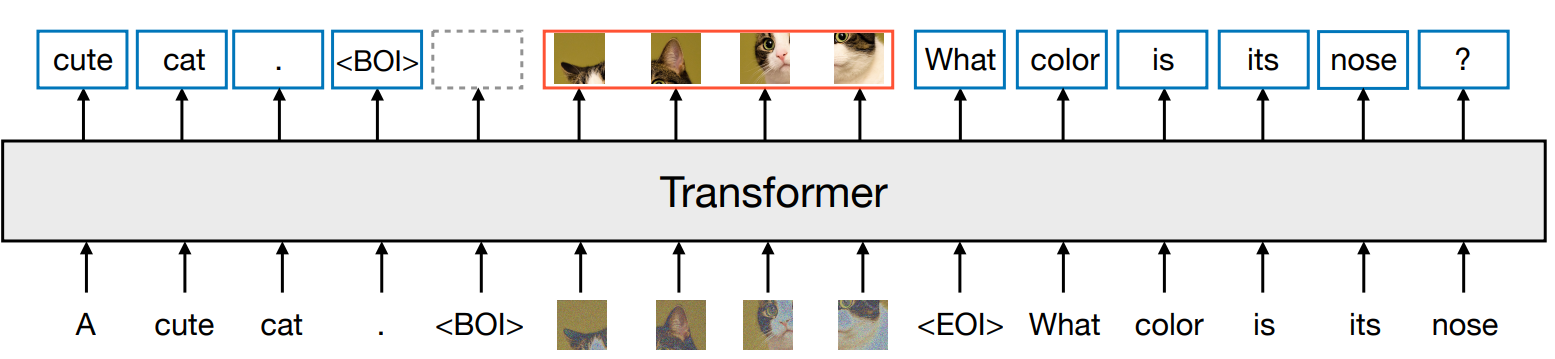 cute cat . <BOI> What color is its nose ?
Transformer
A cute cat . <BOI> <EOI> What color is its nose